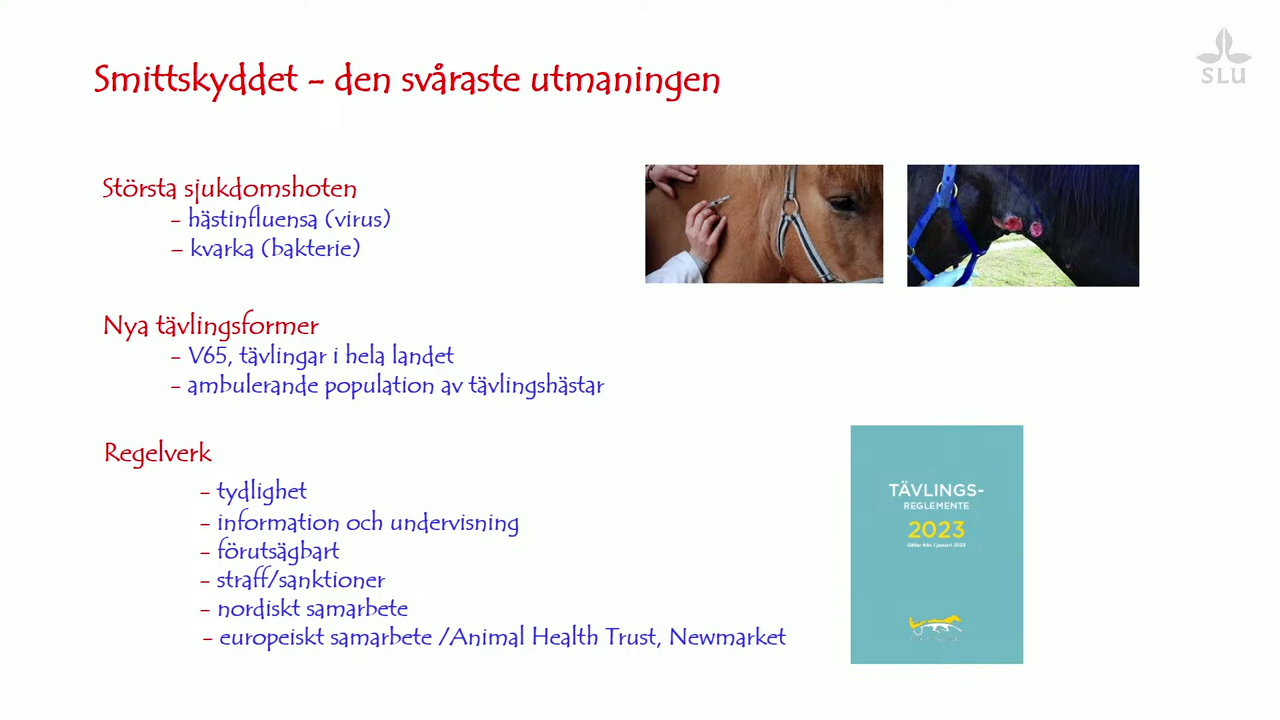 SLU
Smittskyddet – den svåraste utmaningen
Största sjukdomshoten
– hästinfluensa (virus)
– kvarka (bakterie)
Nya tävlingsformer
– V65, tävlingar i hela landet
– ambulerande population av tävlingshästar
Regelverk
– tydlighet
– information och undervisning
– förutsägbart
– straff/sanktioner
– nordiskt samarbete
– europeiskt samarbete /Animal Health Trust, Newmarket
TÄVLINGS-
REGLEMENTE
2023
Gäller från 1 januari 2023